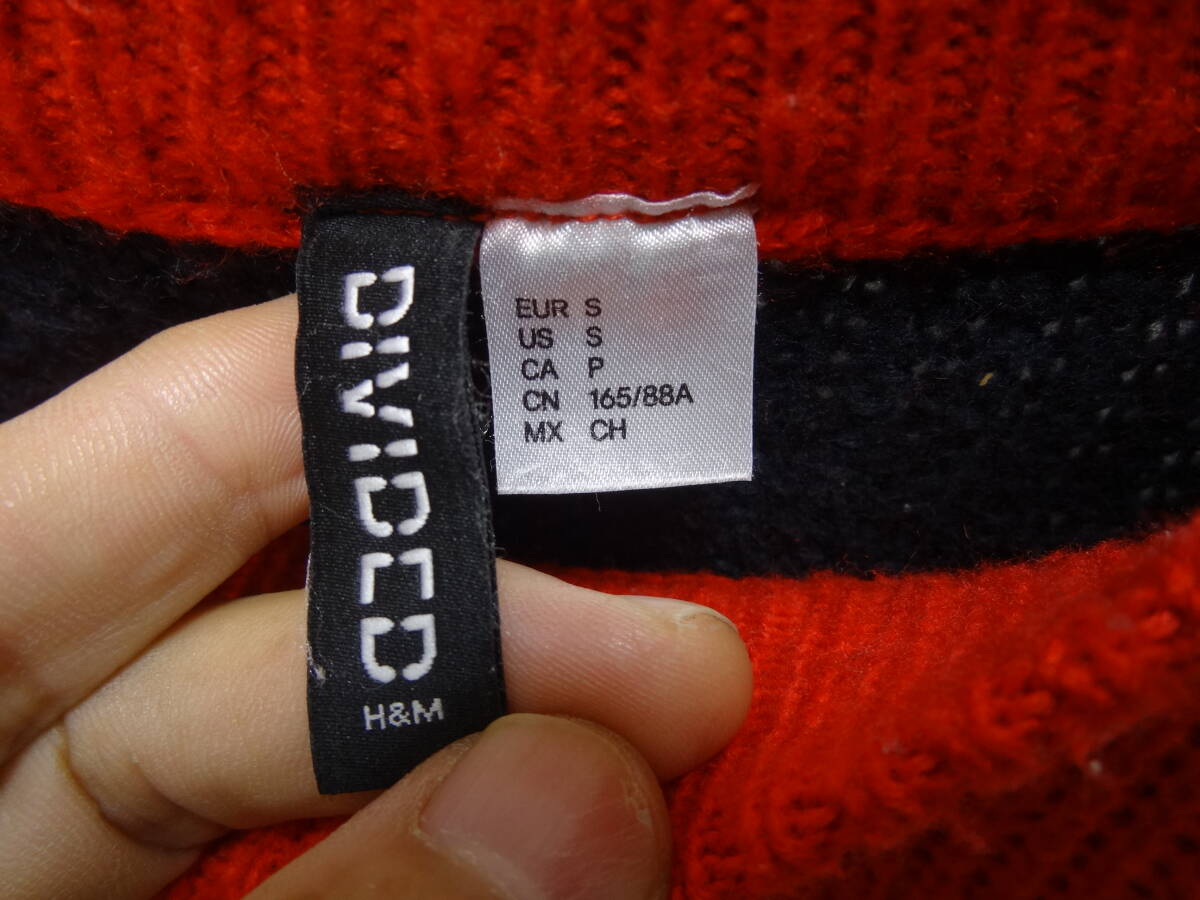 DIVIDED
H&M
EUR S
US S
CA P
CN 165/88A
MX CH